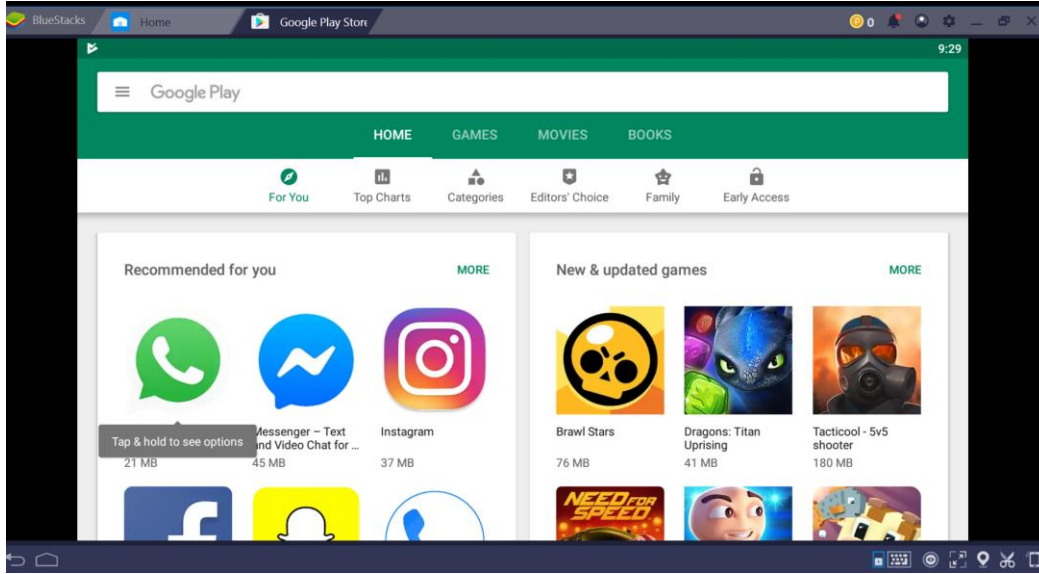 BlueStacks
Home
Google Play Store
0
9:29
Google Play
HOME GAMES MOVIES BOOKS
For You Top Charts Categories Editors' Choice Family Early Access
Recommended for you MORE
Tap & hold to see options
21 MB
Messenger – Text
and Video Chat for ...
45 MB
Instagram
37 MB
New & updated games MORE
Brawl Stars
76 MB
Dragons: Titan
Uprising
41 MB
Tacticool - 5v5
shooter
180 MB
NEED FOR
SPEED